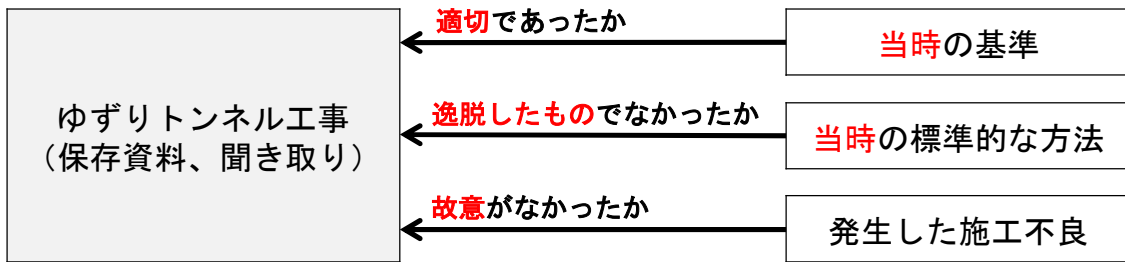 適切であったか
当時の基準
ゆずりトンネル工事
(保存資料、聞き取り)
逸脱したものでなかったか
当時の標準的な方法
故意がなかったか
発生した施工不良